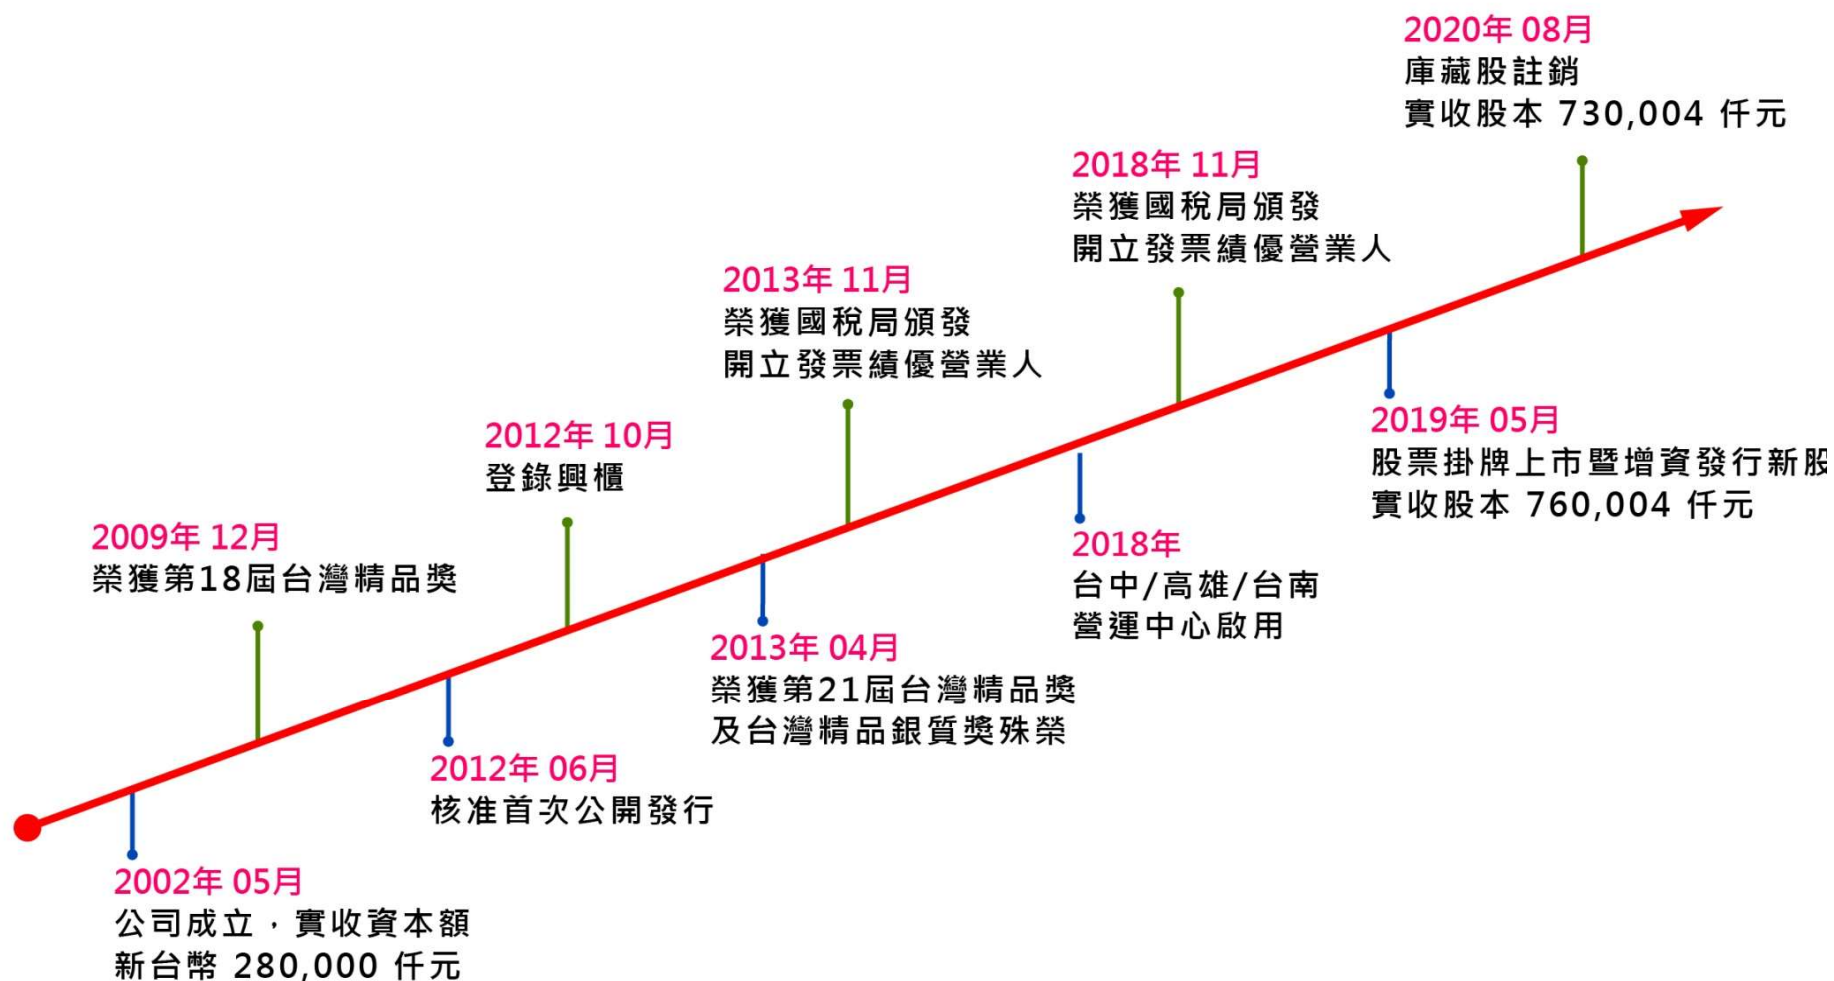 2020年 08月
庫藏股註銷
實收股本 730,004 仟元
2018年 11月
榮獲國稅局頒發
開立發票績優營業人
2013年 11月
榮獲國稅局頒發
開立發票績優營業人
2019年 05月
股票掛牌上市暨增資發行新股
實收股本 760,004 仟元
2012年 10月
登錄興櫃
2009年 12月
榮獲第18屆台灣精品獎
2018年
台中/高雄/台南
營運中心啟用
2013年 04月
榮獲第21屆台灣精品獎
及台灣精品銀質獎殊榮
2012年 06月
核准首次公開發行
2002年 05月
公司成立，實收資本額
新台幣 280,000 仟元